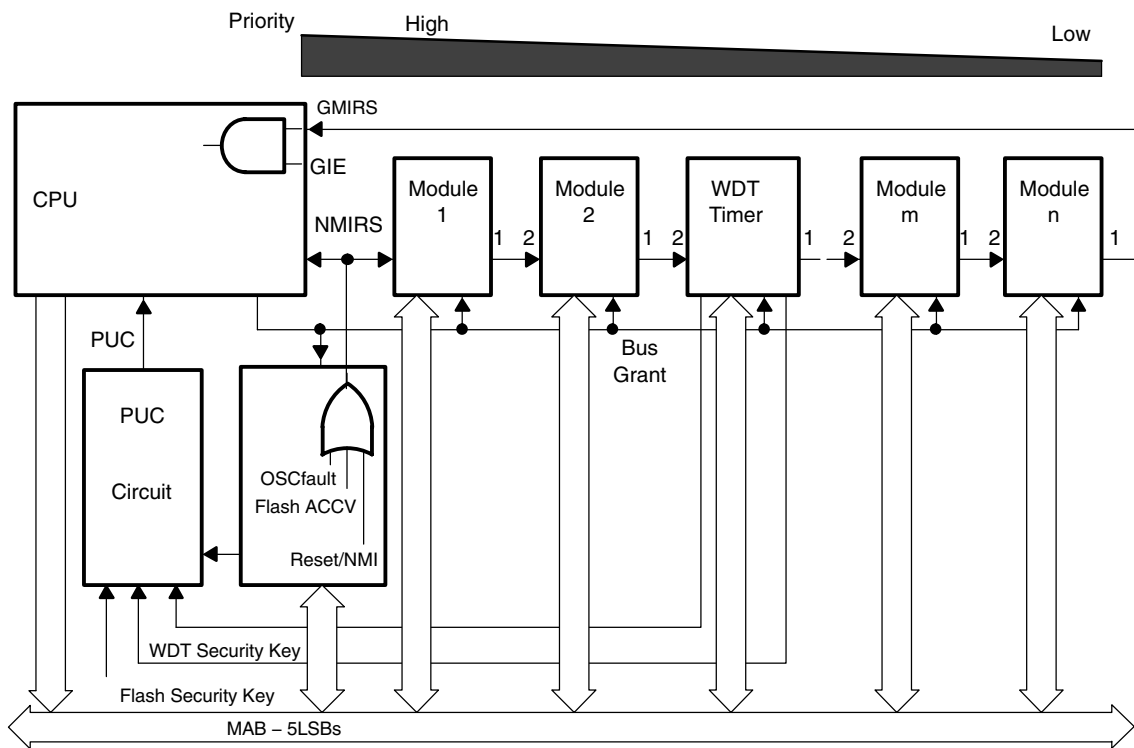 Priority
High
Low
GMIRS
GIE
CPU
NMIRS
Module
1
Module
2
WDT
Timer
Module
m
Module
n
1
2
1
2
1
2
1
2
1
PUC
Bus
Grant
PUC
Circuit
OSCfault
Flash ACCV
Reset/NMI
WDT Security Key
Flash Security Key
MAB – 5LSBs